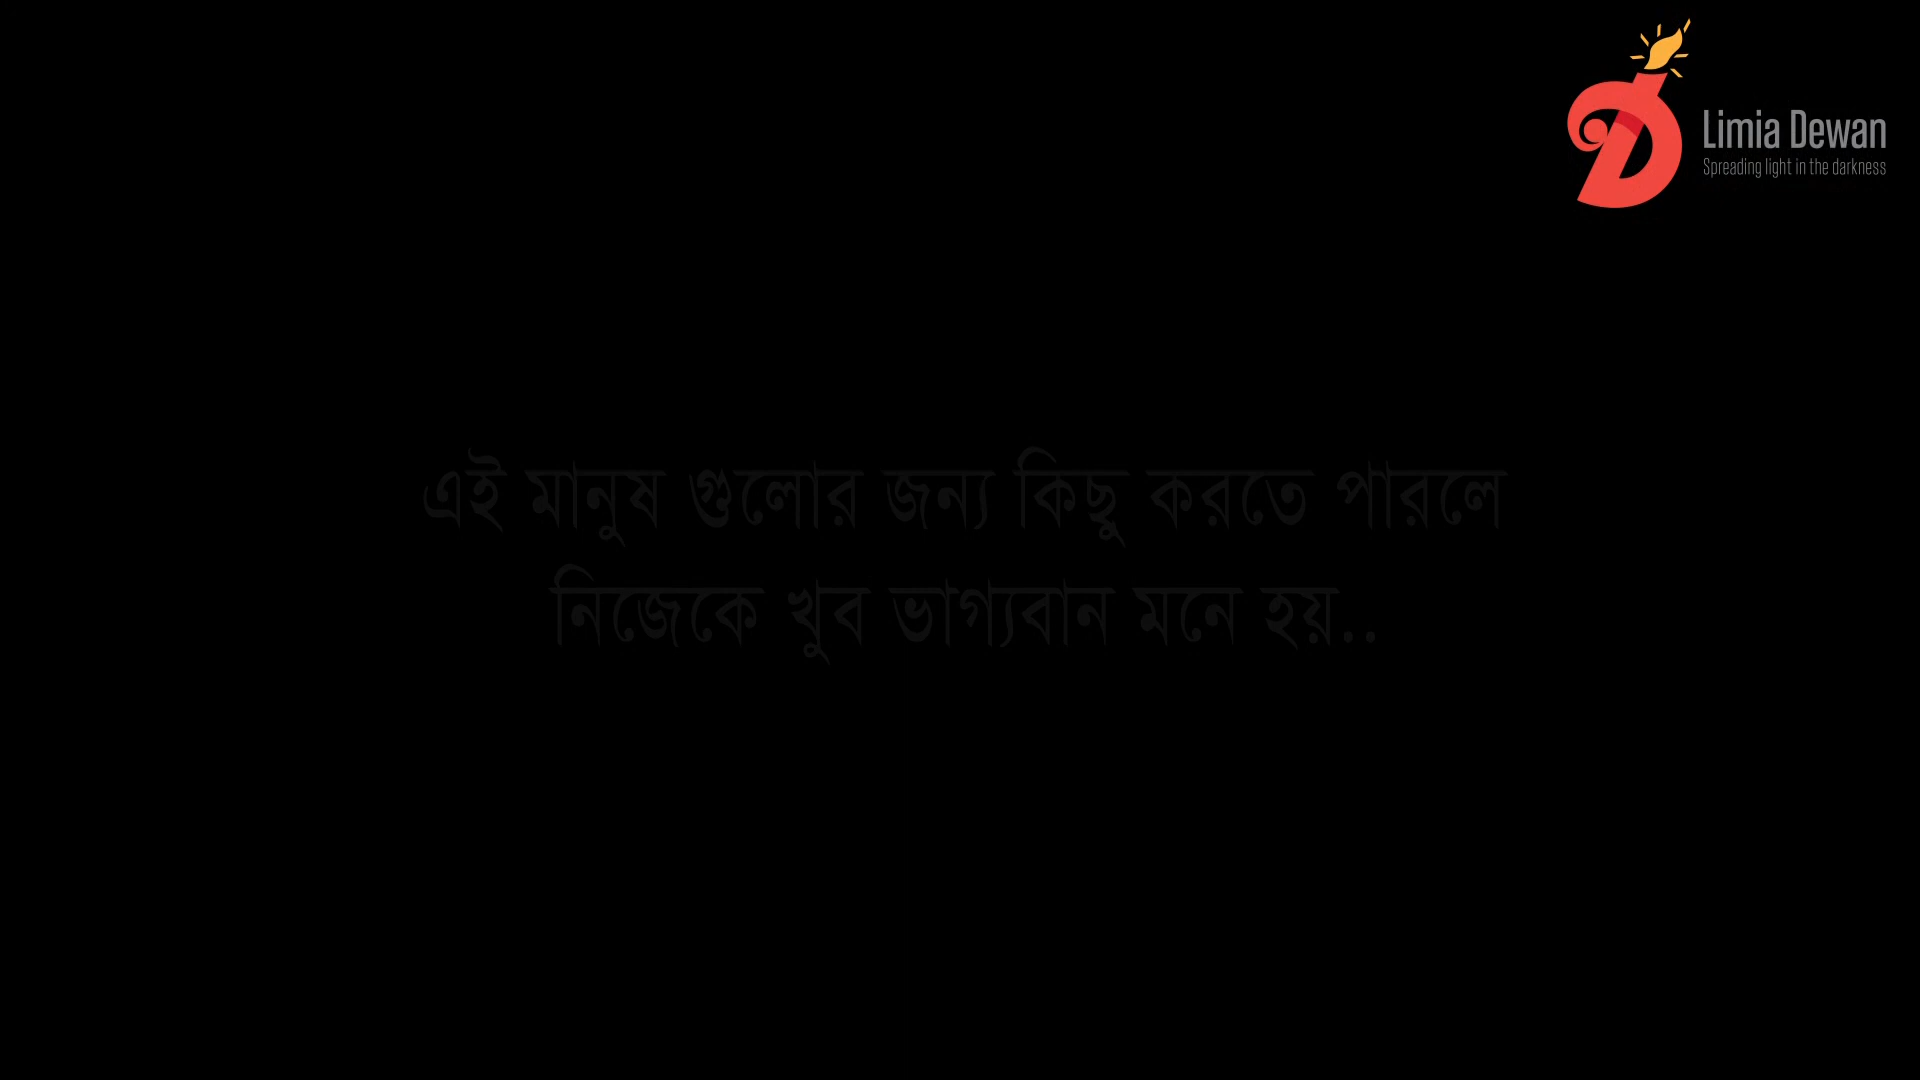 Limia Dewan
Spreading light in the darkness
এই মানুষ গুলোর জন্য কিছু করতে পারলে
নিজেকে খুব ভাগ্যবান মনে হয়..